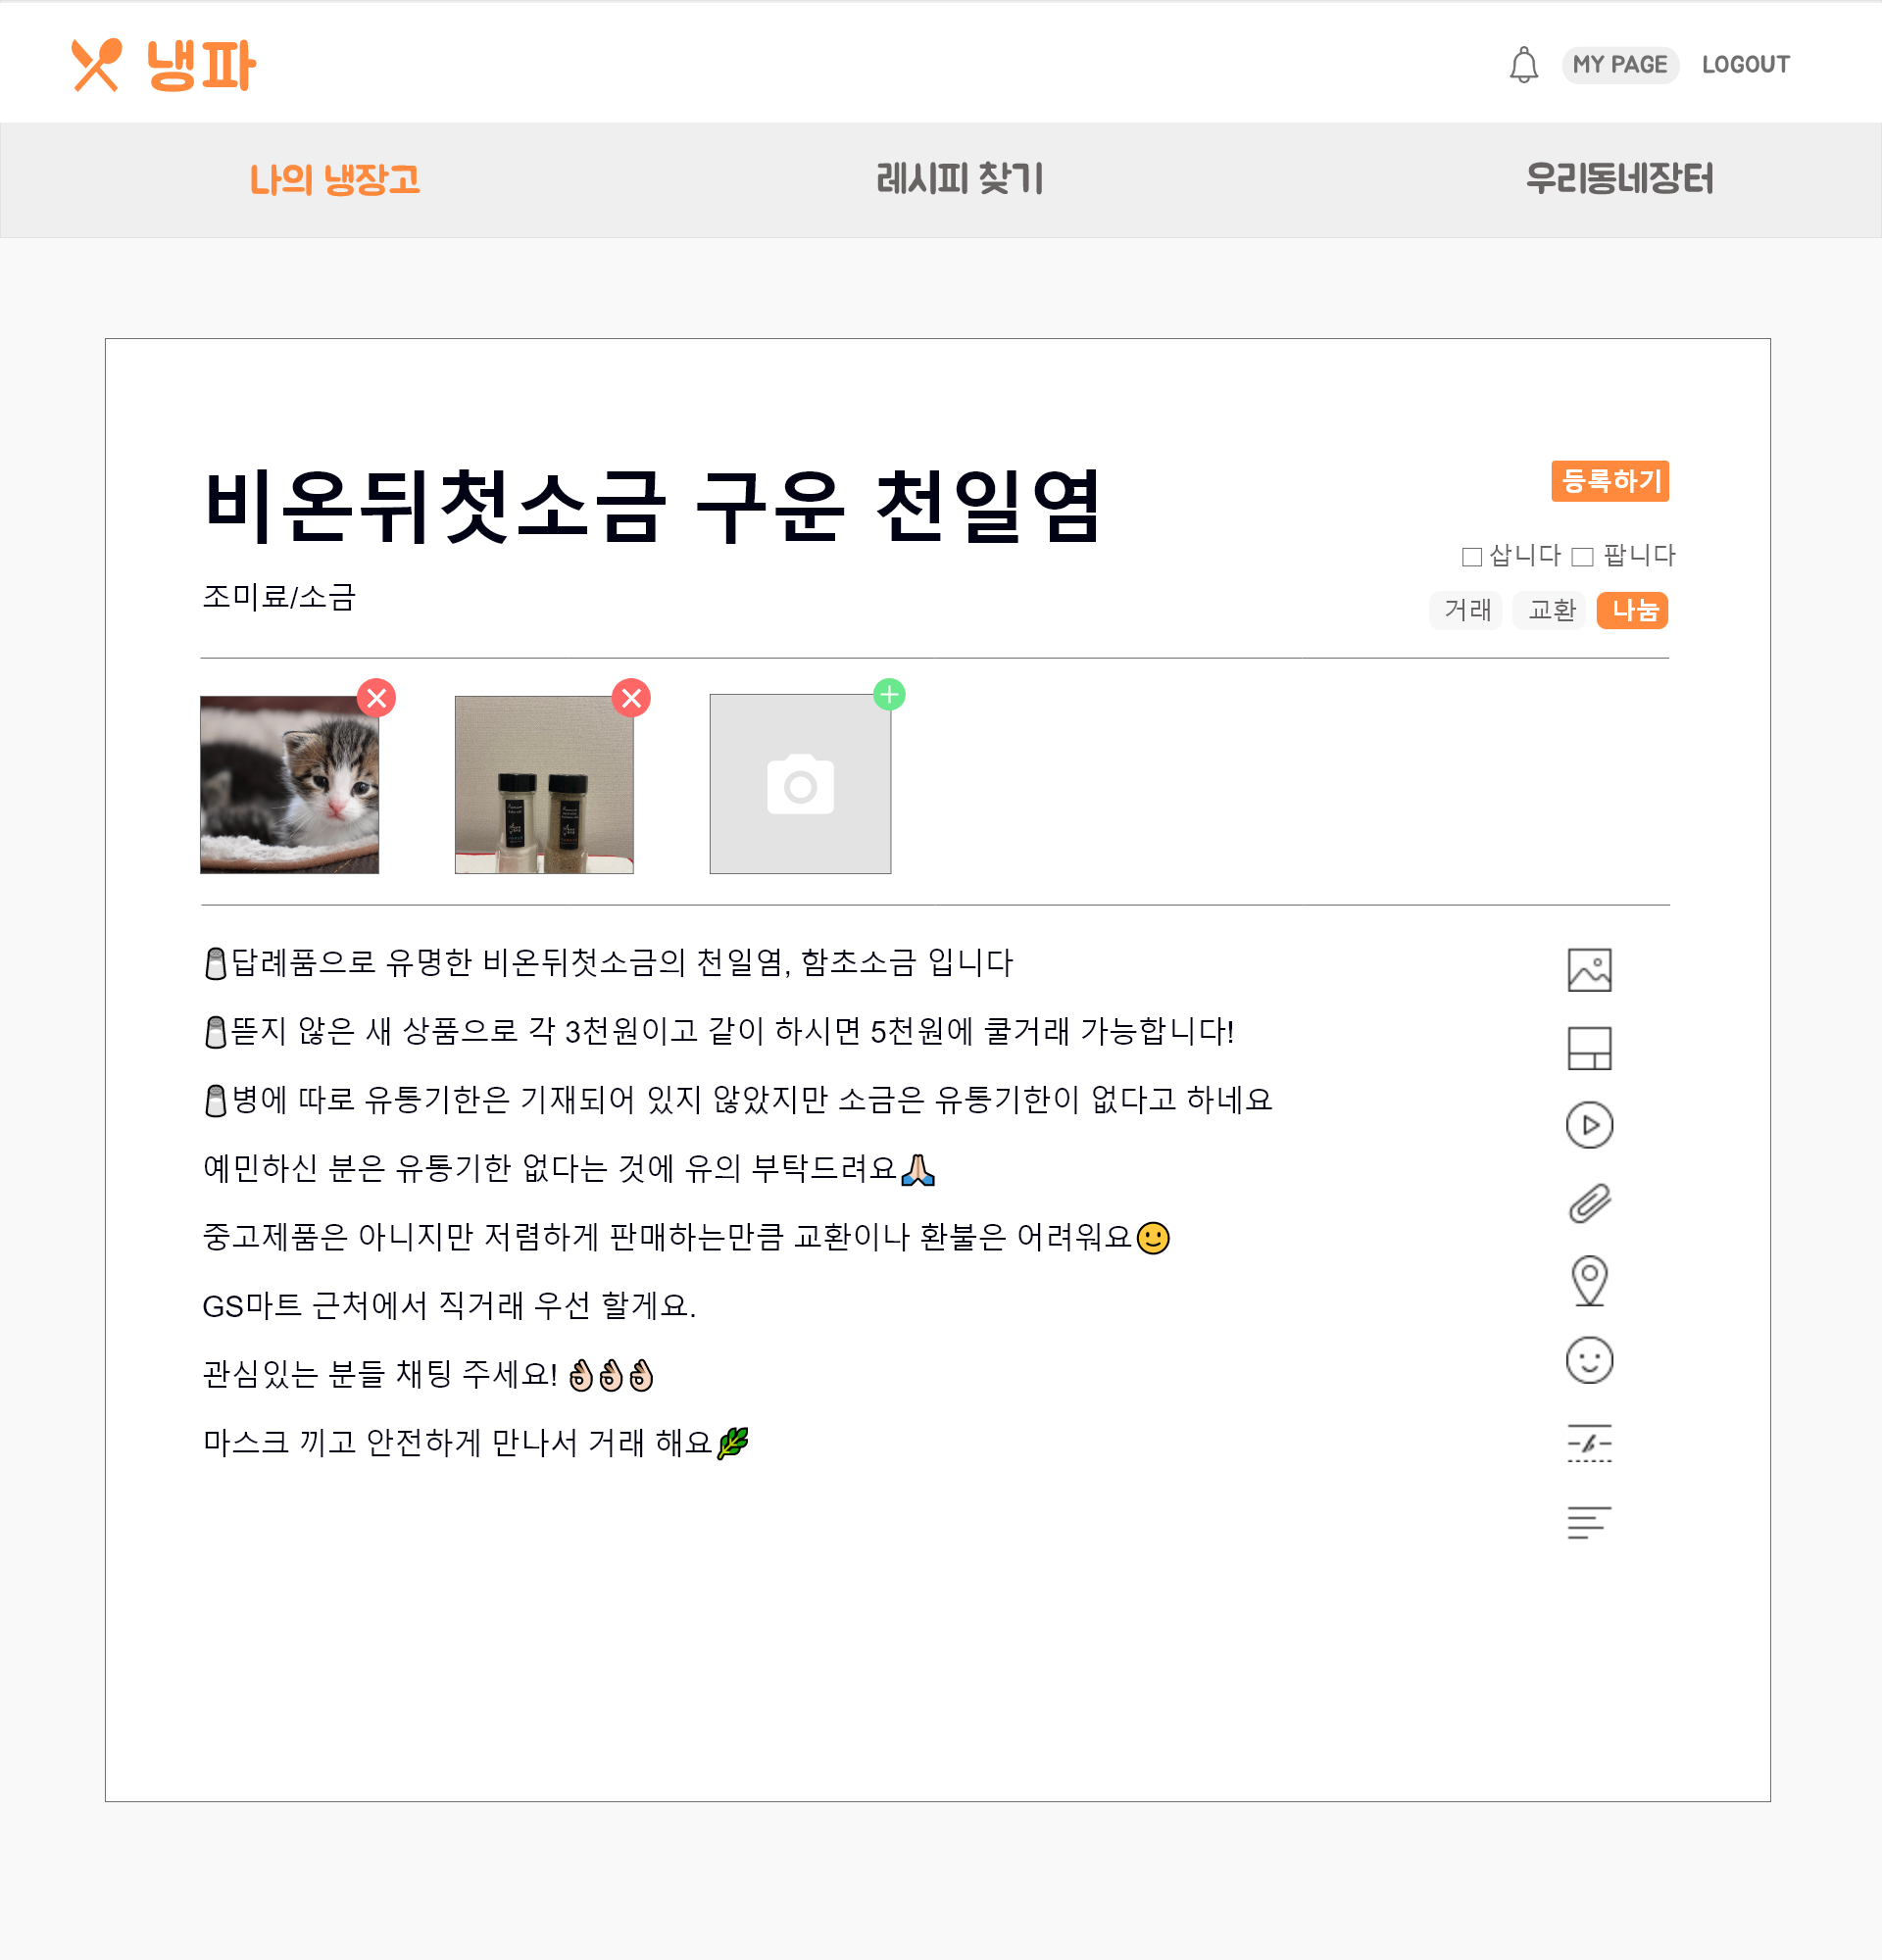 냉파
MY PAGE
LOGOUT
나의 냉장고
레시피 찾기
우리동네장터
비온뒤첫소금 구운 천일염
등록하기
삽니다
팝니다
조미료/소금
거래
교환
나눔
답례품으로 유명한 비온뒤첫소금의 천일염, 함초소금 입니다
뜯지 않은 새 상품으로 각 3천원이고 같이 하시면 5천원에 쿨거래 가능합니다!
병에 따로 유통기한은 기재되어 있지 않았지만 소금은 유통기한이 없다고 하네요
예민하신 분은 유통기한 없다는 것에 유의 부탁드려요🙏🏻
중고제품은 아니지만 저렴하게 판매하는만큼 교환이나 환불은 어려워요🙂
GS마트 근처에서 직거래 우선 할게요.
관심있는 분들 채팅 주세요! 👌🏻👌🏻👌🏻
마스크 끼고 안전하게 만나서 거래 해요🌿